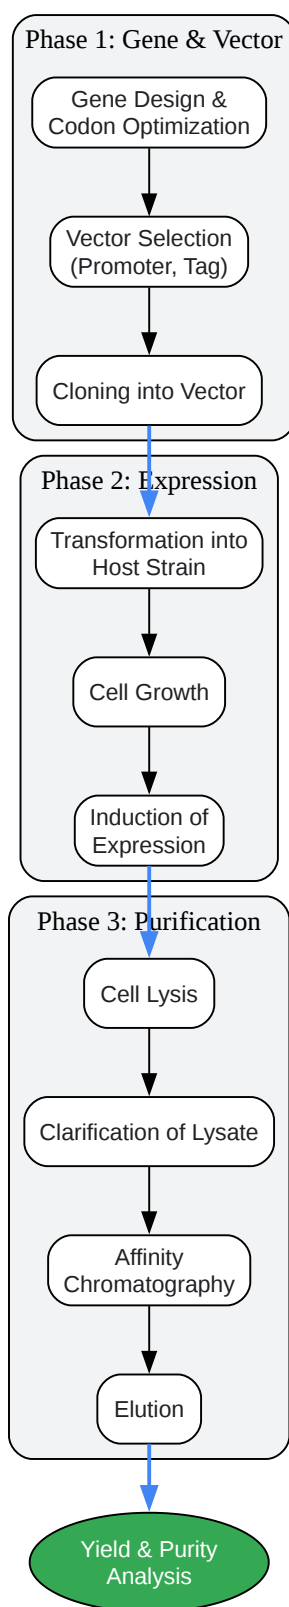 Phase 1: Gene & Vector
Gene Design &
Codon Optimization
Vector Selection
(Promoter, Tag)
Cloning into Vector
Phase 2: Expression
Transformation into
Host Strain
Cell Growth
Induction of
Expression
Phase 3: Purification
Cell Lysis
Clarification of Lysate
Affinity
Chromatography
Elution
Yield & Purity
Analysis